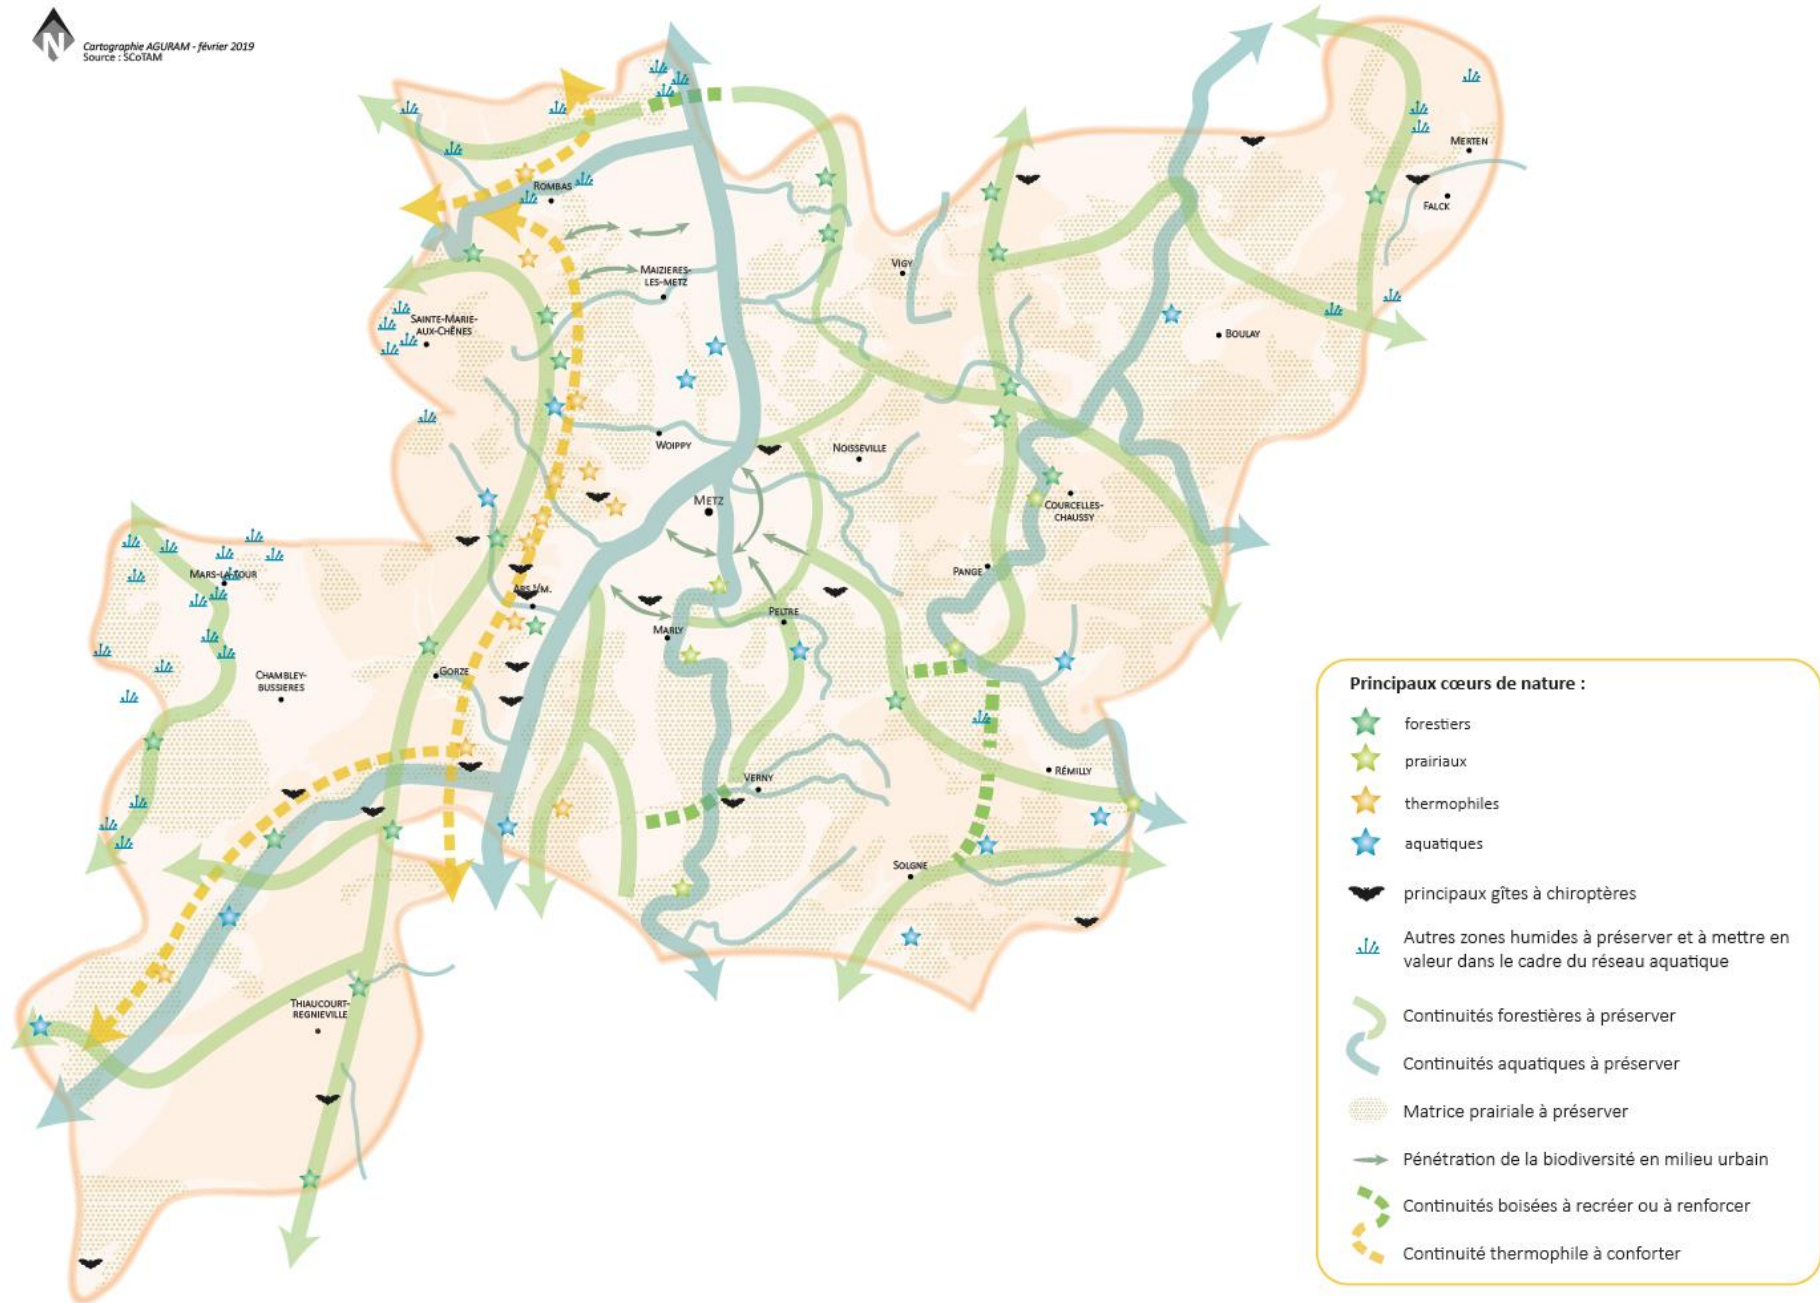 N
Cartographie AGURAM - février 2019
Source : SCoTAM
MERTEN
FALCK
ROMBAS
VIGY
MAIZIERES-
LES-METZ
SAINTE-MARIE-
AUX-CHÊNES
BOULAY
WOIPPY
NOISSEVILLE
METZ
COURCELLES-
CHAUSSY
MARS-LA-TOUR
PANGE
ARS/M.
PELTRE
MARLY
CHAMBLEY-
BUSSIERES
GORZE
RÉMILLY
VERNY
SOLGNE
THIAUCOURT-
REGNIEVILLE
Principaux cœurs de nature :
forestiers
prairiaux
thermophiles
aquatiques
principaux gîtes à chiroptères
Autres zones humides à préserver et à mettre en
valeur dans le cadre du réseau aquatique
Continuités forestières à préserver
Continuités aquatiques à préserver
Matrice prairiale à préserver
Pénétration de la biodiversité en milieu urbain
Continuités boisées à recréer ou à renforcer
Continuité thermophile à conforter